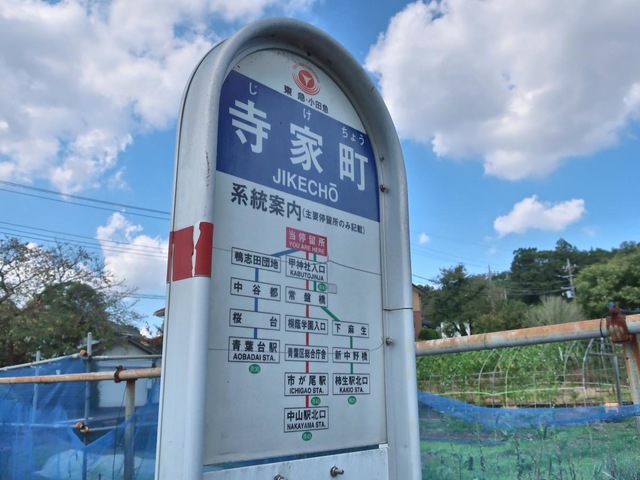 東急・小田急
じ け ちょう
寺家町
JIKECHŌ
系統案内(主要停留所のみ記載)
当停留所
YOU ARE HERE
鴨志田団地
甲神社入口
KABUTOJINJA
中谷都
常盤橋
桜台
桐蔭学園入口
下麻生
青葉台駅
AOBADAI STA.
青葉区総合庁舎
新中野橋
市が尾駅
ICHIGAO STA.
柿生駅北口
KAKIO STA.
中山駅北口
NAKAYAMA STA.